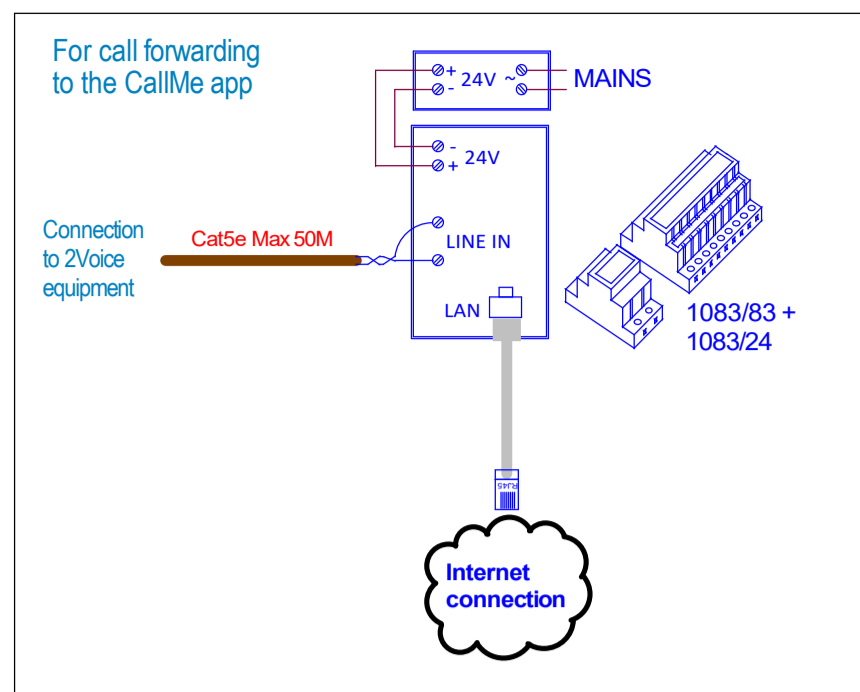 For call forwarding
to the CallMe app
+ 24V ~ MAINS
-
- 24V
+
Connection
to 2Voice
equipment
Cat5e Max 50M
LINE IN
LAN
1083/83 +
1083/24
RJ45
Internet
connection